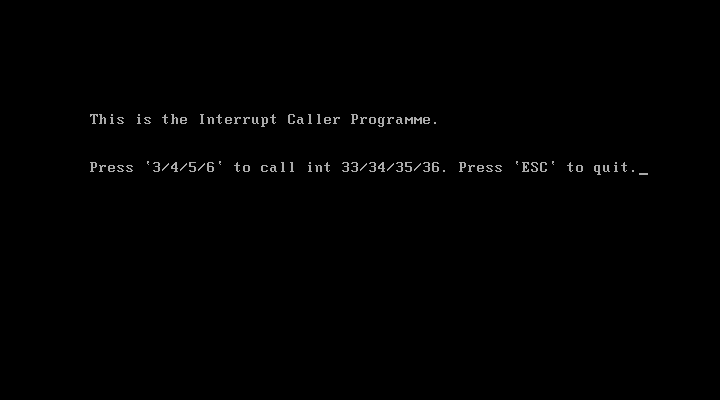 This is the Interrupt Caller Programme.
Press '3/4/5/6' to call int 33/34/35/36. Press 'ESC' to quit._